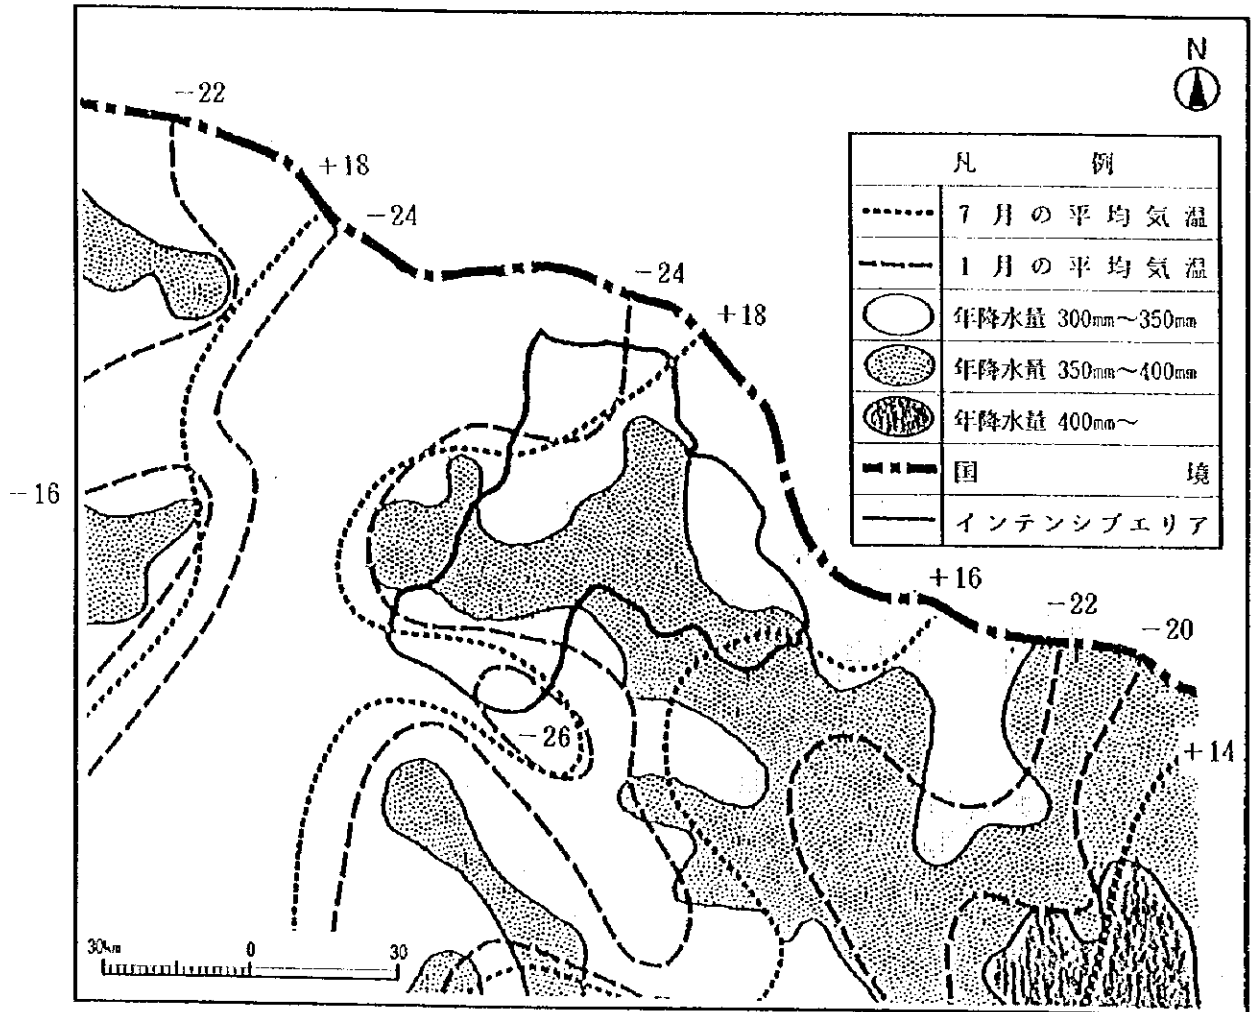 -22
N
+18
-24
凡 例
7 月 の 平 均 気 温
1 月 の 平 均 気 温
年降水量 300mm～350mm
年降水量 350mm～400mm
年降水量 400mm～
国 境
インテンシブエリア
-24
+18
-16
+16
-22
-20
-26
+14
30km 0 30